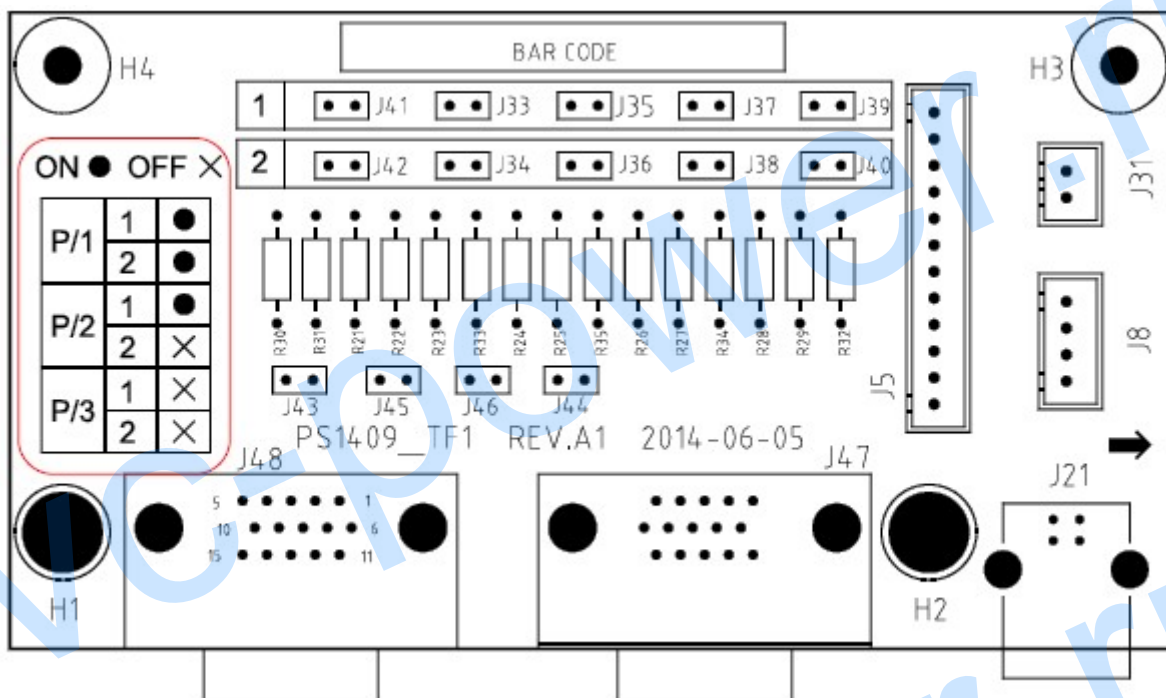 BAR CODE
H4
H3
1 J41 J33 J35 J37 J39
2 J42 J34 J36 J38 J40
J31
ON ● OFF ×
P/1 1 ●
2 ●
P/2 1 ●
2 ×
P/3 1 ×
2 ×
R30 R31 R21 R22 R23 R33 R24 R25 R35 R26 R27 R34 R28 R29 R32
J5
J8
J43 J45 J46 J44
PS1409_TF1 REV.A1 2014-06-05
J48
J47
J21
5 1
10 6
15 11
H1
H2
vc-power.r